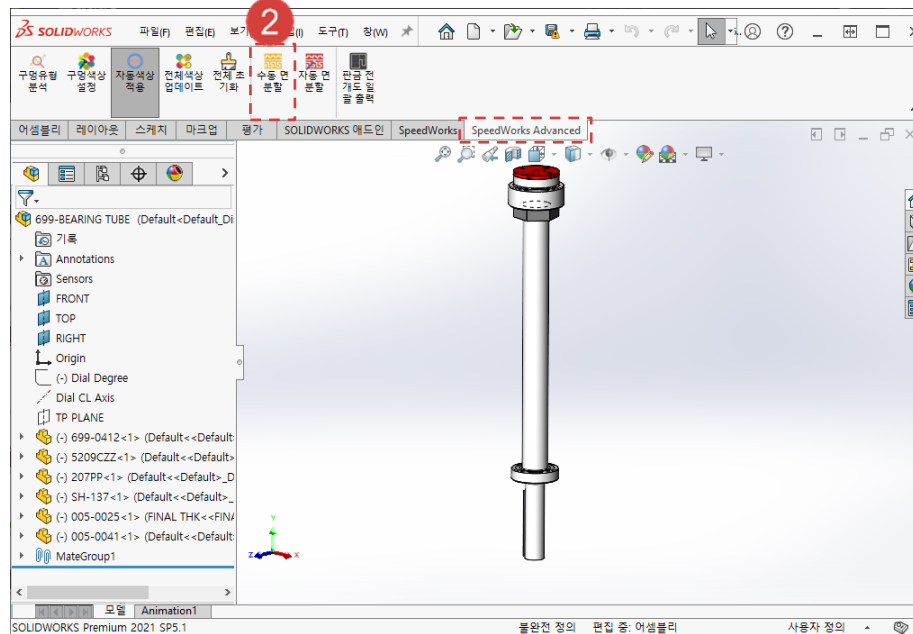 2
SOLIDWORKS 파일(F) 편집(E) 도구(T) 창(W)
구멍유형 분석
구멍색상 설정
자동색상 적용
전체색상 업데이트
전체 초기화
수동 면 분할
자동 면 분할
판금 전개도 일괄 출력
어셈블리 레이아웃 스케치 마크업 평가 SOLIDWORKS 애드인 SpeedWorks SpeedWorks Advanced
699-BEARING TUBE (Default<Default_Di
기록
Annotations
Sensors
FRONT
TOP
RIGHT
Origin
(-) Dial Degree
Dial CL Axis
TP PLANE
(-) 699-0412<1> (Default<<Default
(-) 5209CZZ<1> (Default<<Default>
(-) 207PP<1> (Default<<Default>_D
(-) SH-137<1> (Default<<Default>_
(-) 005-0025<1> (FINAL THK<<FINA
(-) 005-0041<1> (Default<<Default
MateGroup1
Y
Z X
모델 Animation1
SOLIDWORKS Premium 2021 SP5.1 불완전 정의 편집 중: 어셈블리 사용자 정의